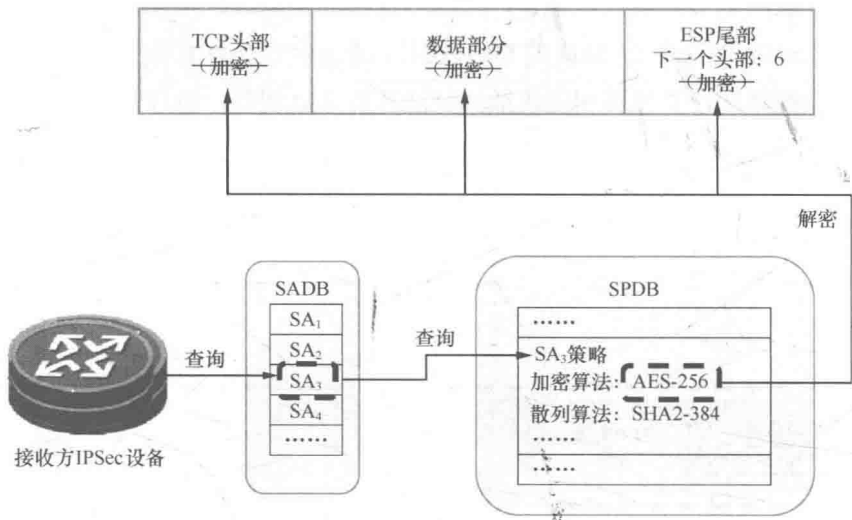 TCP头部
（加密）
数据部分
（加密）
ESP尾部
下一个头部：6
（加密）
解密
SADB
SA₁
SA₂
SA₃
SA₄
……
查询
查询
接收方IPSec设备
SPDB
……
SA₃策略
加密算法：AES-256
散列算法：SHA2-384
……
……